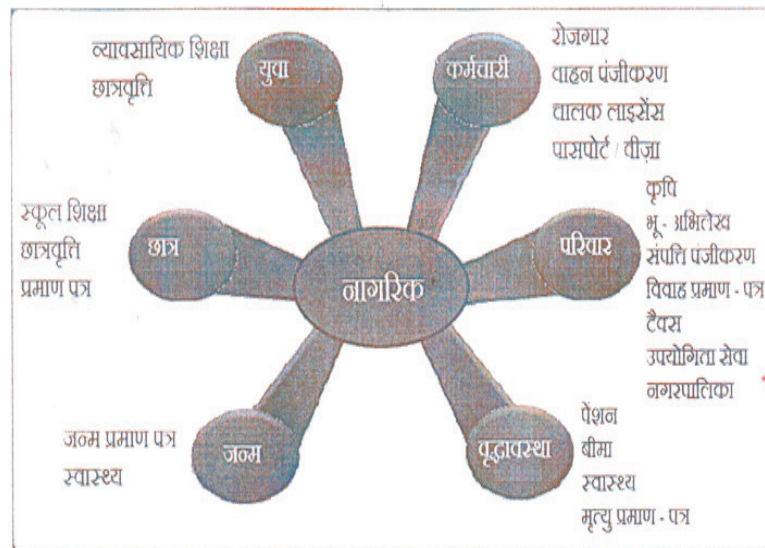 व्यावसायिक शिक्षा
छात्रवृत्ति
युवा
कर्मचारी
रोजगार
वाहन पंजीकरण
चालक लाइसेंस
पासपोर्ट / वीज़ा
स्कूल शिक्षा
छात्रवृत्ति
प्रमाण पत्र
छात्र
नागरिक
परिवार
कृषि
भू - अभिलेख
संपत्ति पंजीकरण
विवाह प्रमाण - पत्र
टैक्स
उपयोगिता सेवा
नगरपालिका
जन्म प्रमाण पत्र
स्वास्थ्य
जन्म
वृद्धावस्था
पेंशन
बीमा
स्वास्थ्य
मृत्यु प्रमाण - पत्र